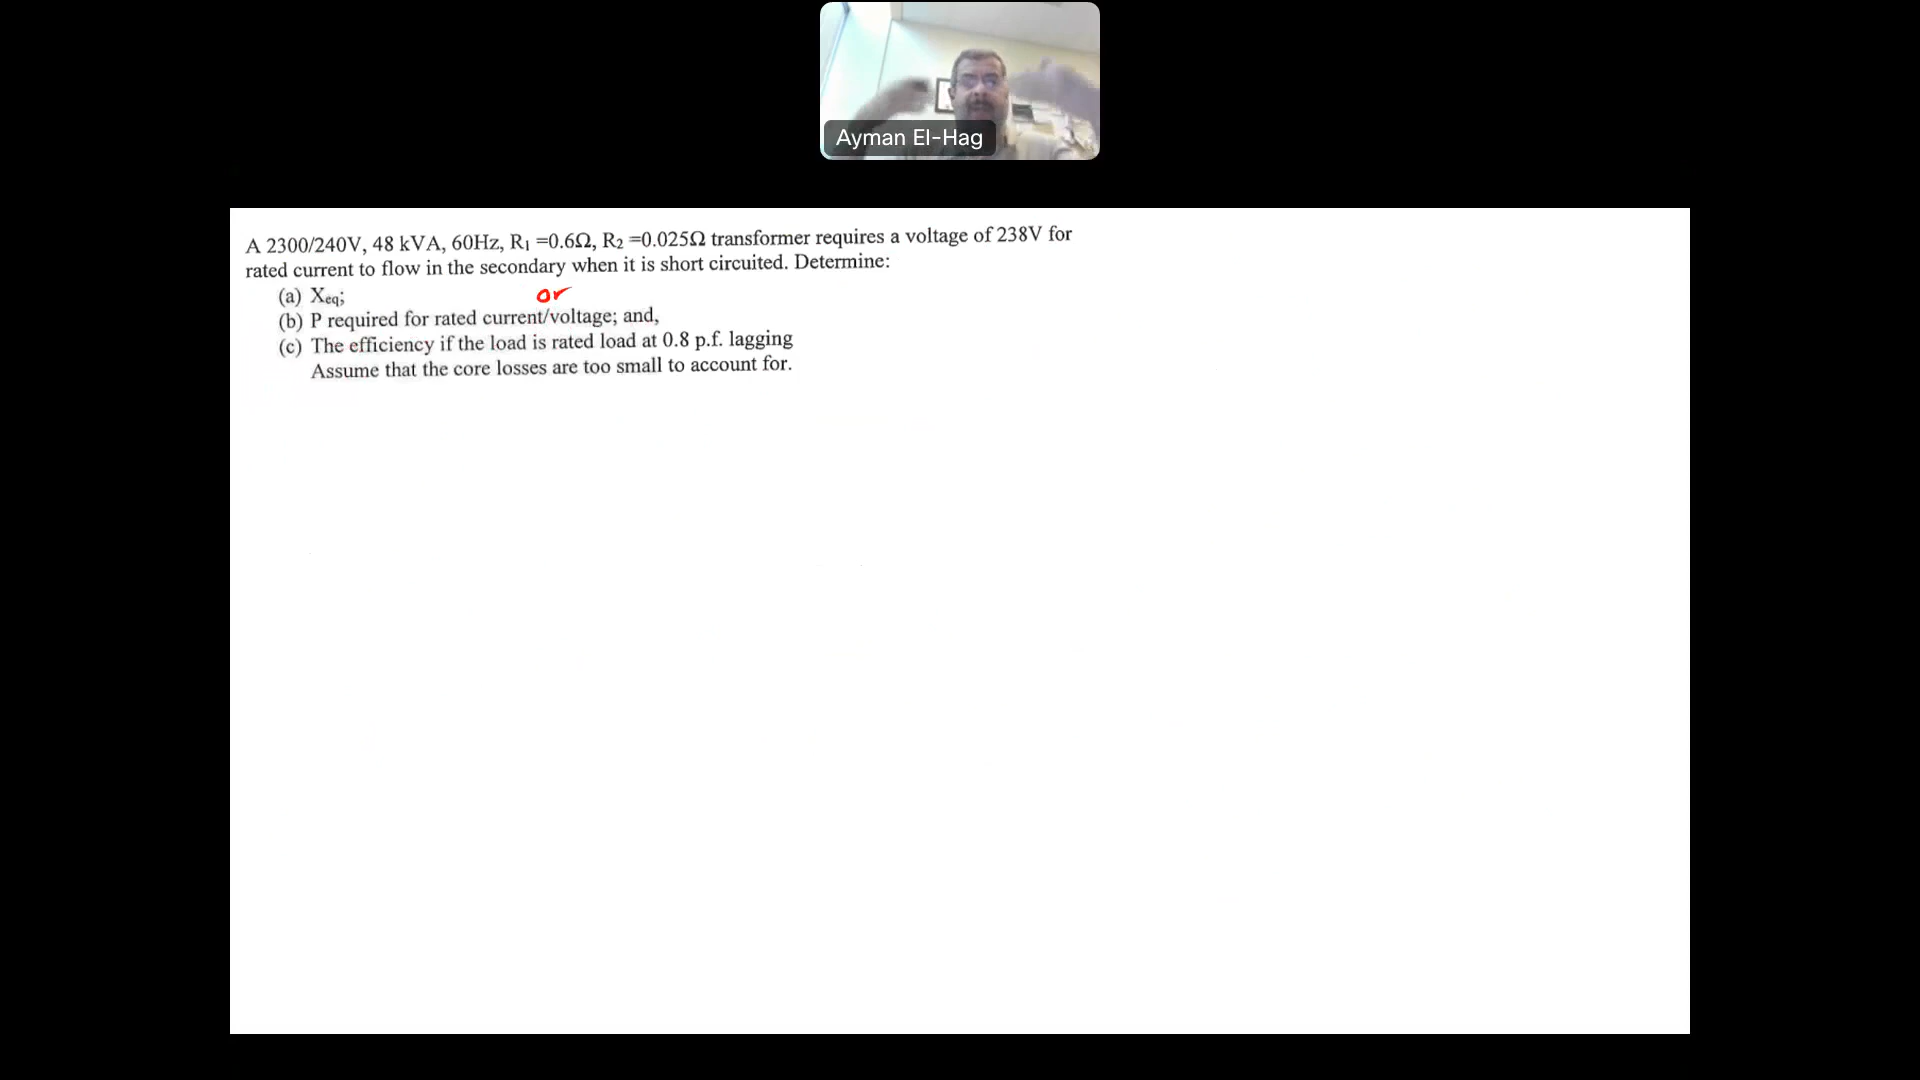 Ayman El-Hag
A 2300/240V, 48 kVA, 60Hz, R₁ =0.6Ω, R₂ =0.025Ω transformer requires a voltage of 238V for
rated current to flow in the secondary when it is short circuited. Determine:
(a) Xeq;
or
(b) P required for rated current/voltage; and,
(c) The efficiency if the load is rated load at 0.8 p.f. lagging
Assume that the core losses are too small to account for.